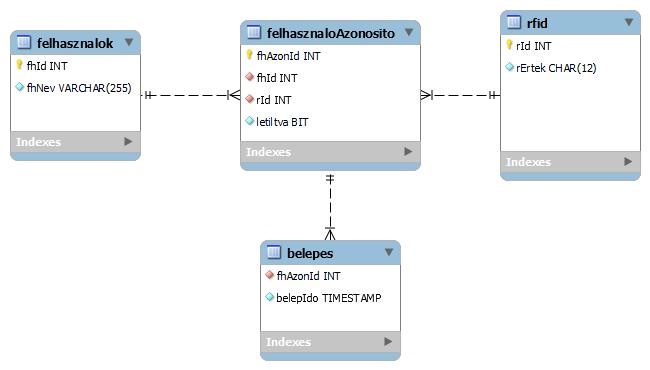 felhasznalok
fhId INT
fhNev VARCHAR(255)
Indexes
felhasznaloAzonosito
fhAzonId INT
fhId INT
rId INT
letiltva BIT
Indexes
rfid
rId INT
rErtek CHAR(12)
Indexes
belepes
fhAzonId INT
belepIdo TIMESTAMP
Indexes